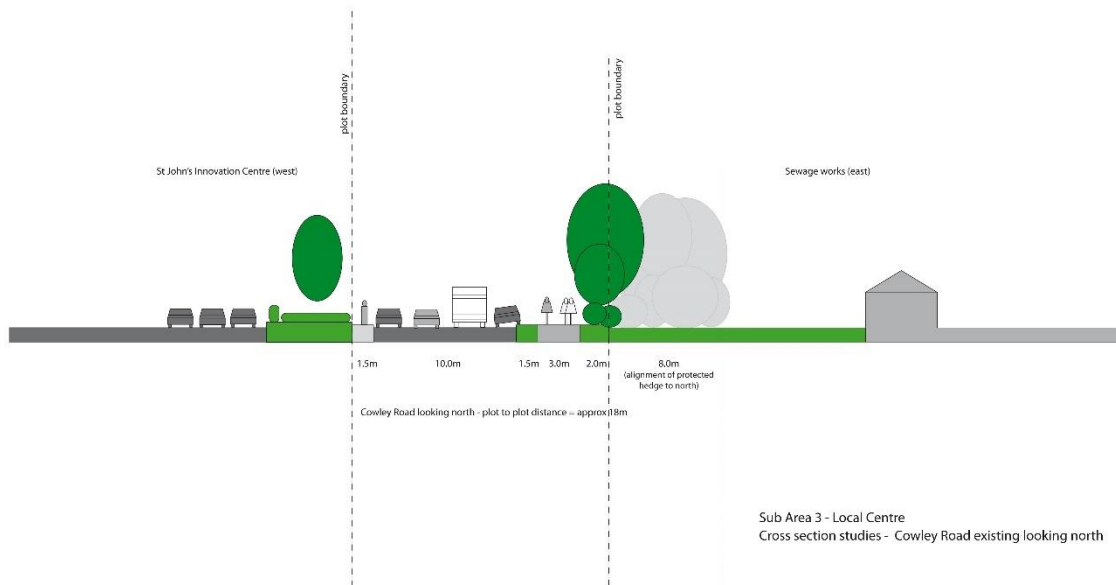 plot boundary
plot boundary
St John's Innovation Centre (west)
Sewage works (east)
1.5m
10.0m
1.5m
3.0m
2.0m
8.0m
(alignment of protected
hedge to north)
Cowley Road looking north - plot to plot distance = approx 18m
Sub Area 3 - Local Centre
Cross section studies - Cowley Road existing looking north